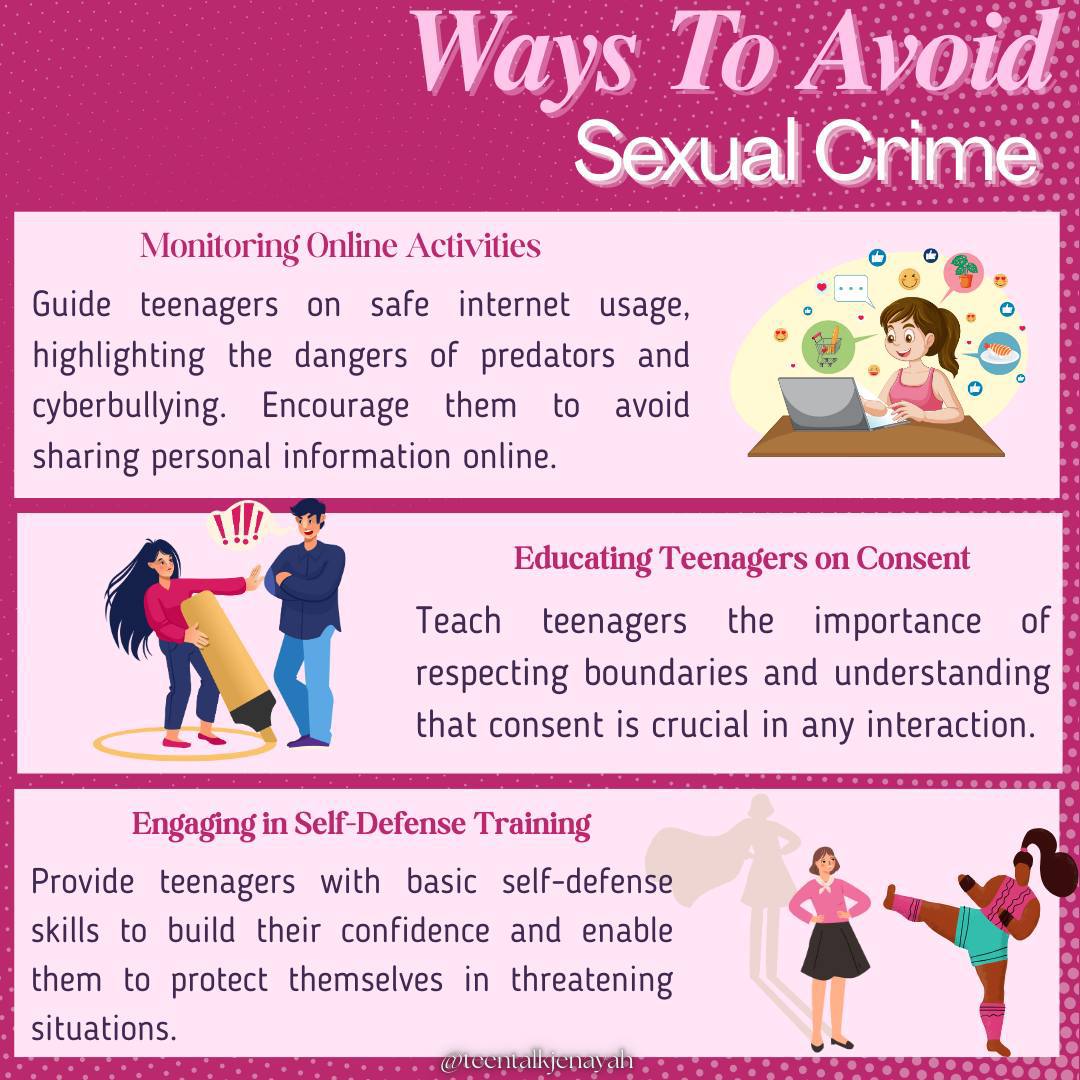 Ways To Avoid
Sexual Crime
Monitoring Online Activities
Guide teenagers on safe internet usage,
highlighting the dangers of predators and
cyberbullying. Encourage them to avoid
sharing personal information online.
!!!
Educating Teenagers on Consent
Teach teenagers the importance of
respecting boundaries and understanding
that consent is crucial in any interaction.
Engaging in Self-Defense Training
Provide teenagers with basic self-defense
skills to build their confidence and enable
them to protect themselves in threatening
situations.
@teentalkjenayah